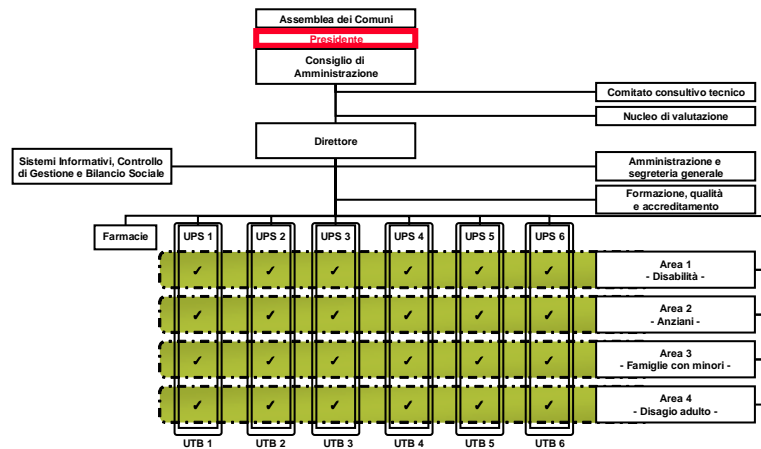 Assemblea dei Comuni
Presidente
Consiglio di
Amministrazione
Comitato consultivo tecnico
Nucleo di valutazione
Direttore
Sistemi Informativi, Controllo
di Gestione e Bilancio Sociale
Amministrazione e
segreteria generale
Formazione, qualità
e accreditamento
Farmacie
UPS 1
UPS 2
UPS 3
UPS 4
UPS 5
UPS 6
✓ ✓ ✓ ✓ ✓ ✓
Area 1
- Disabilità -
✓ ✓ ✓ ✓ ✓ ✓
Area 2
- Anziani -
✓ ✓ ✓ ✓ ✓ ✓
Area 3
- Famiglie con minori -
✓ ✓ ✓ ✓ ✓ ✓
Area 4
- Disagio adulto -
UTB 1
UTB 2
UTB 3
UTB 4
UTB 5
UTB 6